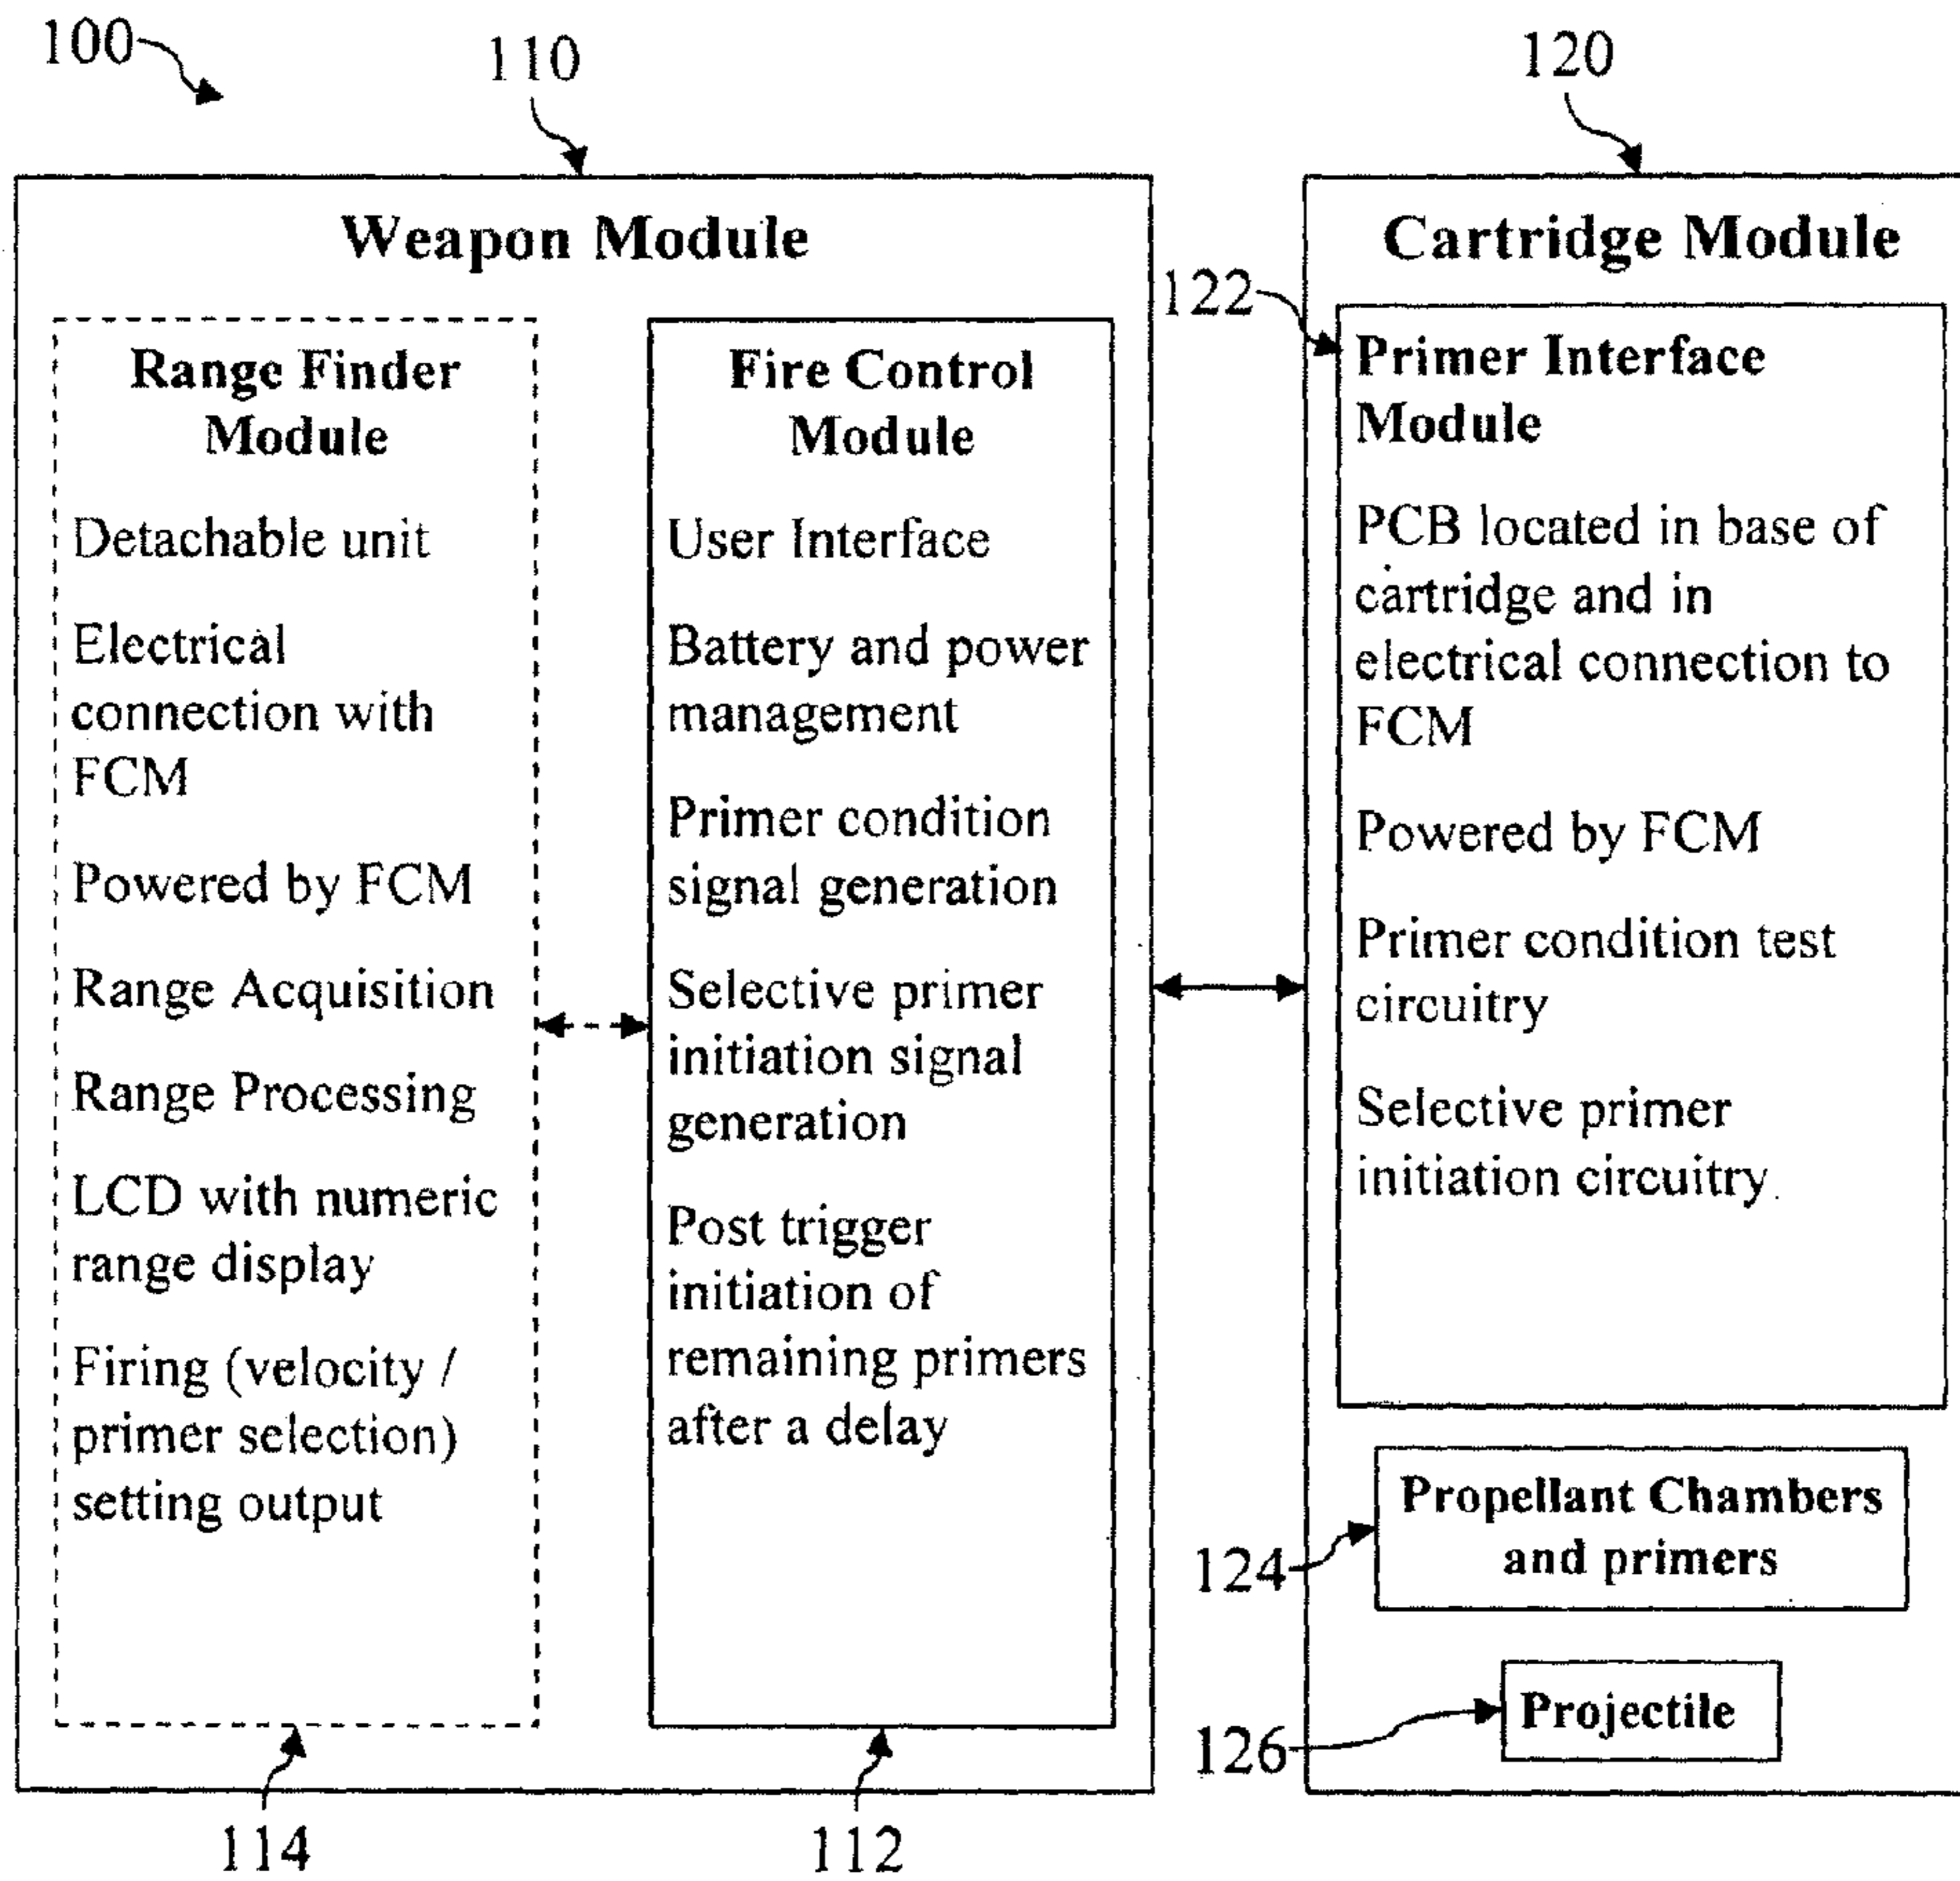 100
110
120
Weapon Module
Range Finder
Module
Detachable unit
Electrical
connection with
FCM
Powered by FCM
Range Acquisition
Range Processing
LCD with numeric
range display
Firing (velocity /
primer selection)
setting output
114
Fire Control
Module
User Interface
Battery and power
management
Primer condition
signal generation
Selective primer
initiation signal
generation
Post trigger
initiation of
remaining primers
after a delay
112
Cartridge Module
122
Primer Interface
Module
PCB located in base of
cartridge and in
electrical connection to
FCM
Powered by FCM
Primer condition test
circuitry
Selective primer
initiation circuitry
Propellant Chambers
and primers
124
Projectile
126